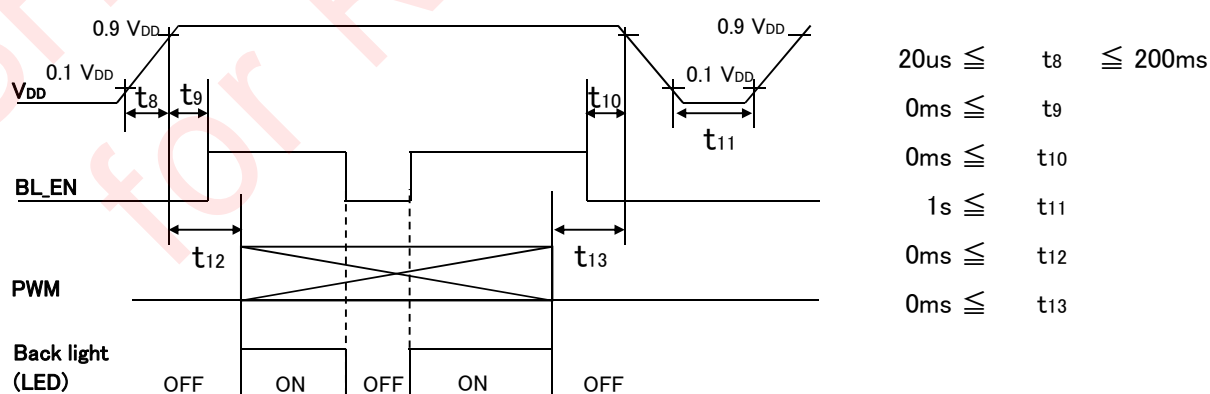 0.9 VDD
0.9 VDD
0.1 VDD
0.1 VDD
VDD
t8
t9
t10
t11
BL_EN
t12
t13
PWM
Back light
(LED)
OFF
ON
OFF
ON
OFF
20us ≦ t8 ≦ 200ms
0ms ≦ t9
0ms ≦ t10
1s ≦ t11
0ms ≦ t12
0ms ≦ t13
for